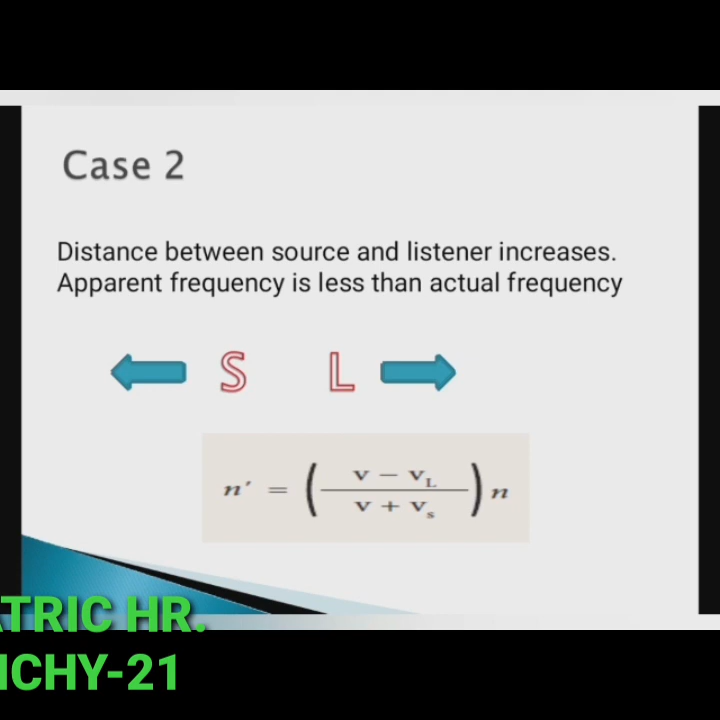 Case 2
Distance between source and listener increases.
Apparent frequency is less than actual frequency
S L
n′ = ( v − v_L / v + v_s ) n
TRIC HR.
ICHY-21